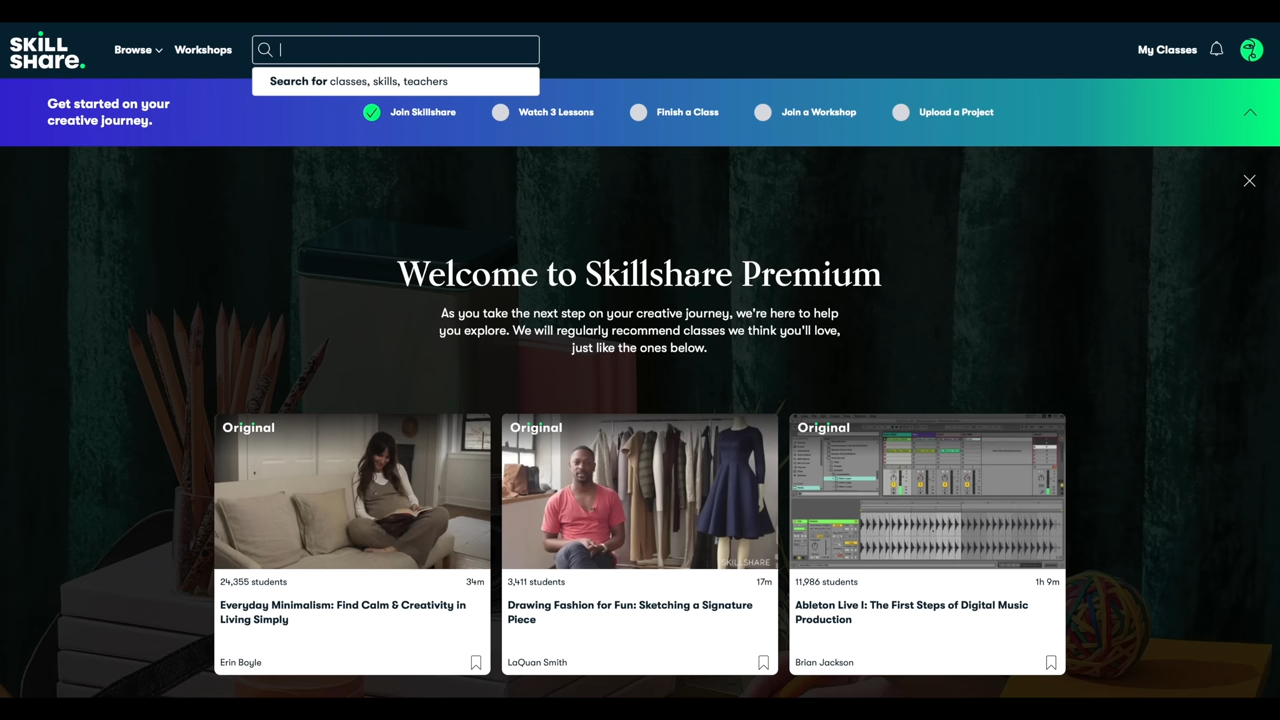 SKILL
SHARE.
Browse
Workshops
My Classes
Search for classes, skills, teachers
Get started on your
creative journey.
Join Skillshare
Watch 3 Lessons
Finish a Class
Join a Workshop
Upload a Project
Welcome to Skillshare Premium
As you take the next step on your creative journey, we're here to help
you explore. We will regularly recommend classes we think you'll love,
just like the ones below.
Original
24,355 students
34m
Everyday Minimalism: Find Calm & Creativity in
Living Simply
Erin Boyle
Original
SKILLSHARE
3,411 students
17m
Drawing Fashion for Fun: Sketching a Signature
Piece
LaQuan Smith
Original
11,986 students
1h 9m
Ableton Live I: The First Steps of Digital Music
Production
Brian Jackson